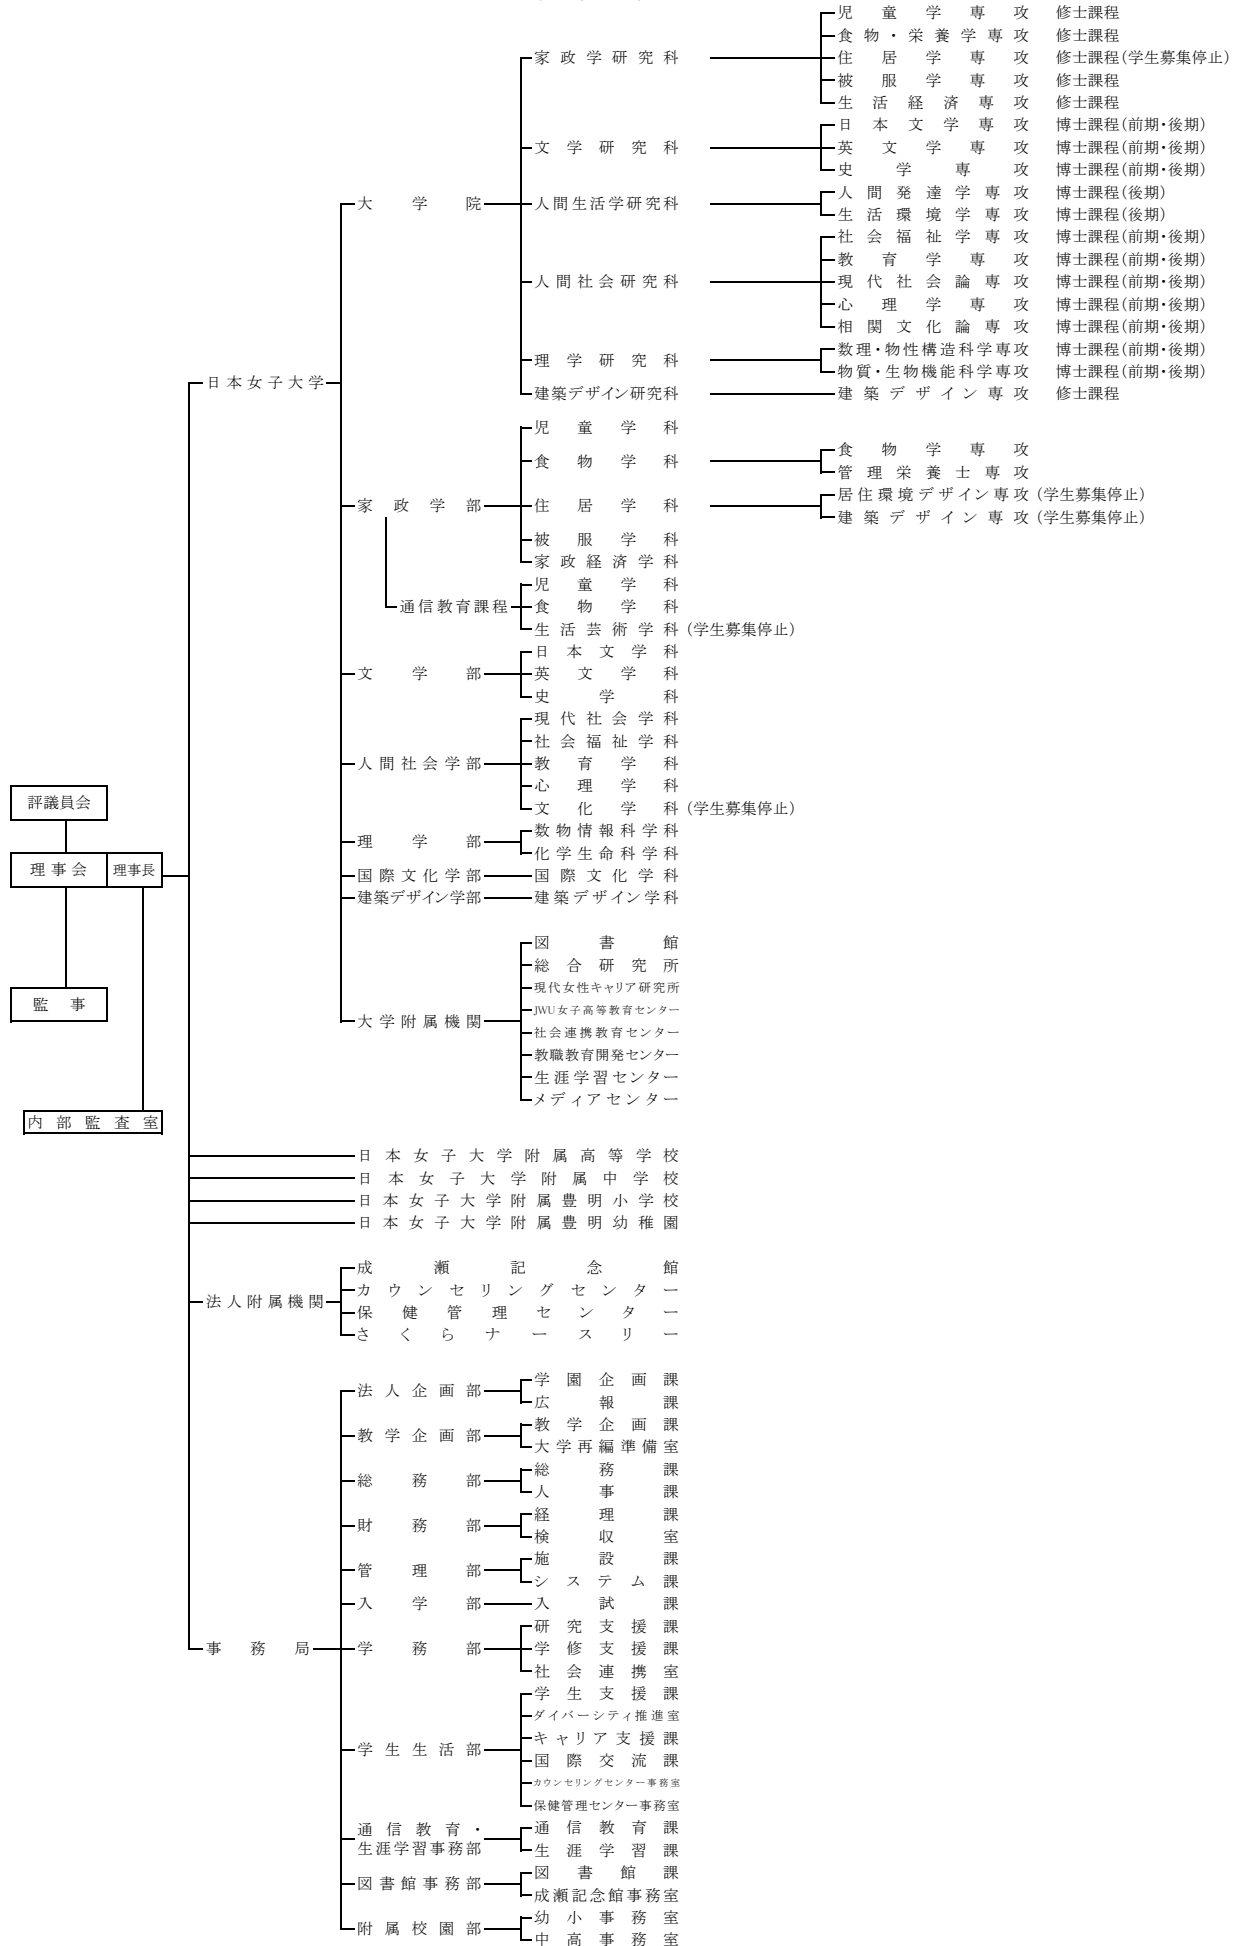 児童学専攻 修士課程
食物・栄養学専攻 修士課程
家政学研究科 住居学専攻 修士課程(学生募集停止)
被服学専攻 修士課程
生活経済専攻 修士課程
日本文学専攻 博士課程(前期・後期)
文学研究科 英文学専攻 博士課程(前期・後期)
史学専攻 博士課程(前期・後期)
人間発達学専攻 博士課程(後期)
大学院 人間生活学研究科
生活環境学専攻 博士課程(後期)
社会福祉学専攻 博士課程(前期・後期)
教育学専攻 博士課程(前期・後期)
人間社会研究科 現代社会論専攻 博士課程(前期・後期)
心理学専攻 博士課程(前期・後期)
相関文化論専攻 博士課程(前期・後期)
数理・物性構造科学専攻 博士課程(前期・後期)
理学研究科
物質・生物機能科学専攻 博士課程(前期・後期)
日本女子大学
建築デザイン研究科 建築デザイン専攻 修士課程
児童学科
食物学専攻
食物学科
管理栄養士専攻
居住環境デザイン専攻(学生募集停止)
家政学部 住居学科
建築デザイン専攻(学生募集停止)
被服学科
家政経済学科
児童学科
通信教育課程 食物学科
生活芸術学科(学生募集停止)
日本文学科
文学部 英文学科
史学科
現代社会学科
社会福祉学科
人間社会学部 教育学科
心理学科
評議員会
文化学科(学生募集停止)
数物情報科学科
理学部
化学生命科学科
理事会 理事長
国際文化学部 国際文化学科
建築デザイン学部 建築デザイン学科
図書館
総合研究所
現代女性キャリア研究所
監事
JWU女子高等教育センター
大学附属機関
社会連携教育センター
教職教育開発センター
生涯学習センター
メディアセンター
内部監査室
日本女子大学附属高等学校
日本女子大学附属中学校
日本女子大学附属豊明小学校
日本女子大学附属豊明幼稚園
成瀬記念館
カウンセリングセンター
法人附属機関
保健管理センター
さくらナースリー
学園企画課
法人企画部
広報課
教学企画課
教学企画部
大学再編準備室
総務課
総務部
人事課
経理課
財務部
検収室
施設課
管理部
システム課
入学部 入試課
研究支援課
事務局 学務部 学修支援課
社会連携室
学生支援課
ダイバーシティ推進室
キャリア支援課
学生生活部
国際交流課
カウンセリングセンター事務室
保健管理センター事務室
通信教育・ 通信教育課
生涯学習事務部 生涯学習課
図書館課
図書館事務部
成瀬記念館事務室
幼小事務室
附属校園部
中高事務室